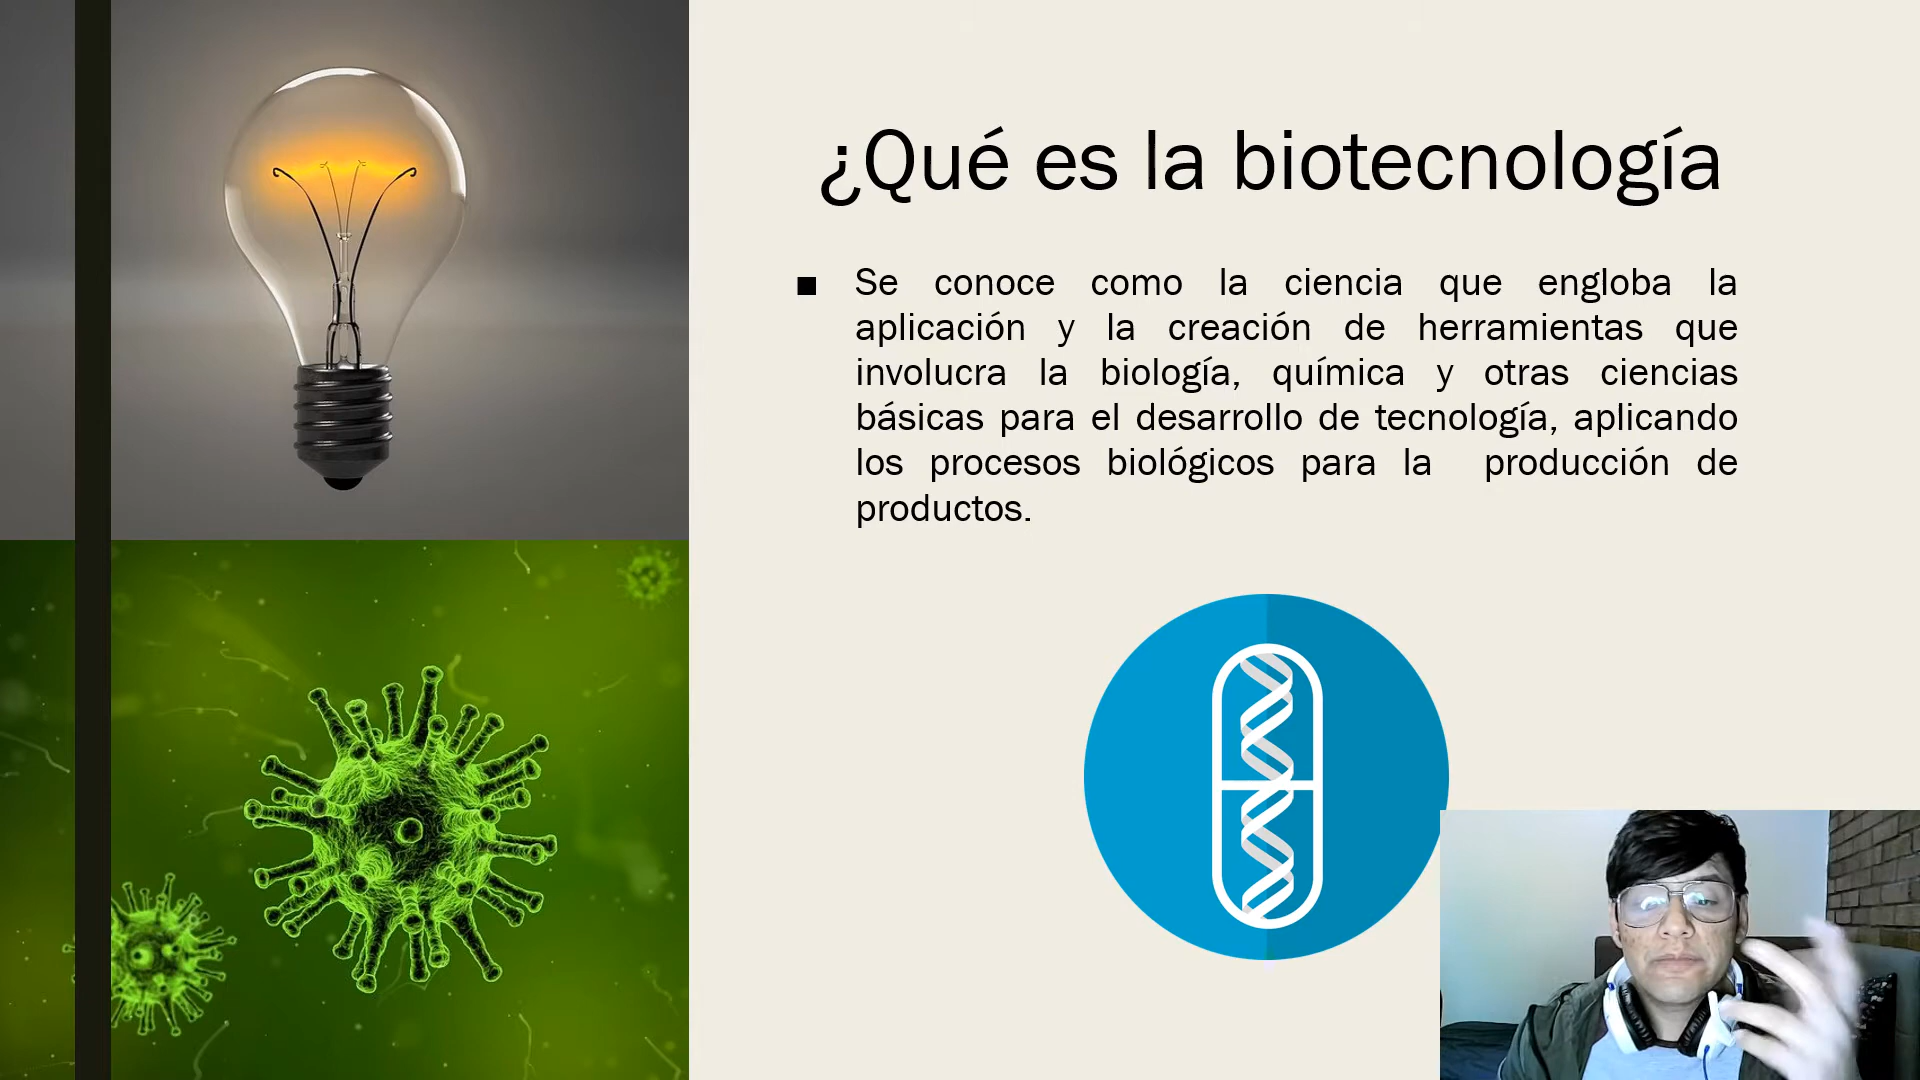 ¿Qué es la biotecnología
▪ Se conoce como la ciencia que engloba la
aplicación y la creación de herramientas que
involucra la biología, química y otras ciencias
básicas para el desarrollo de tecnología, aplicando
los procesos biológicos para la producción de
productos.